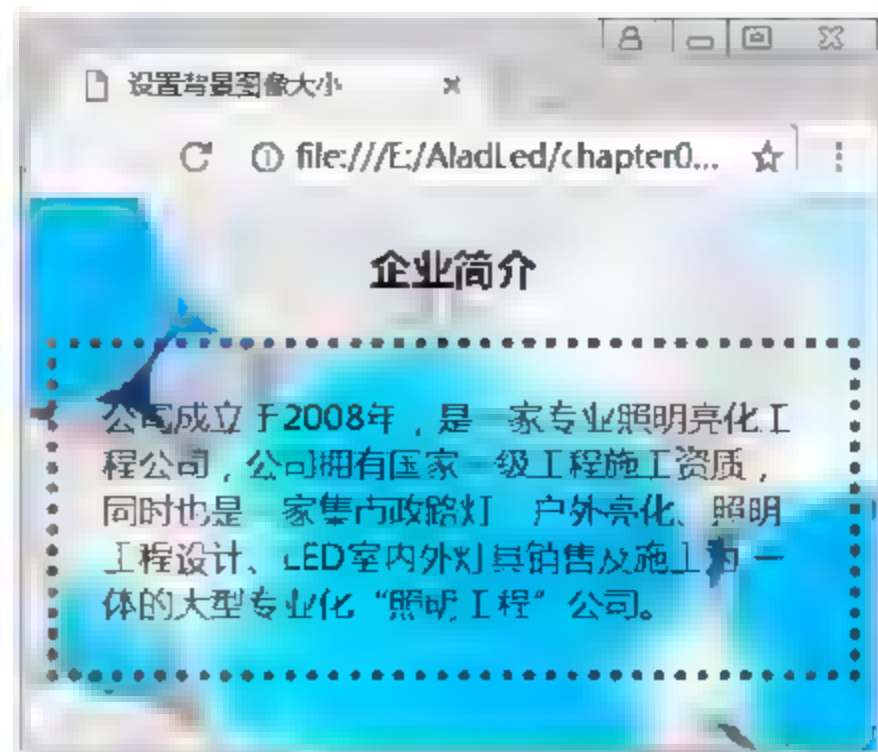 设置背景图像大小
file:///E:/AladLed/chapter0...
企业简介
公司成立于2008年，是一家专业照明亮化工
程公司，公司拥有国家一级工程施工资质，
同时也是一家集市政路灯、户外亮化、照明
工程设计、LED室内外灯具销售及施工为一
体的大型专业化“照明工程”公司。